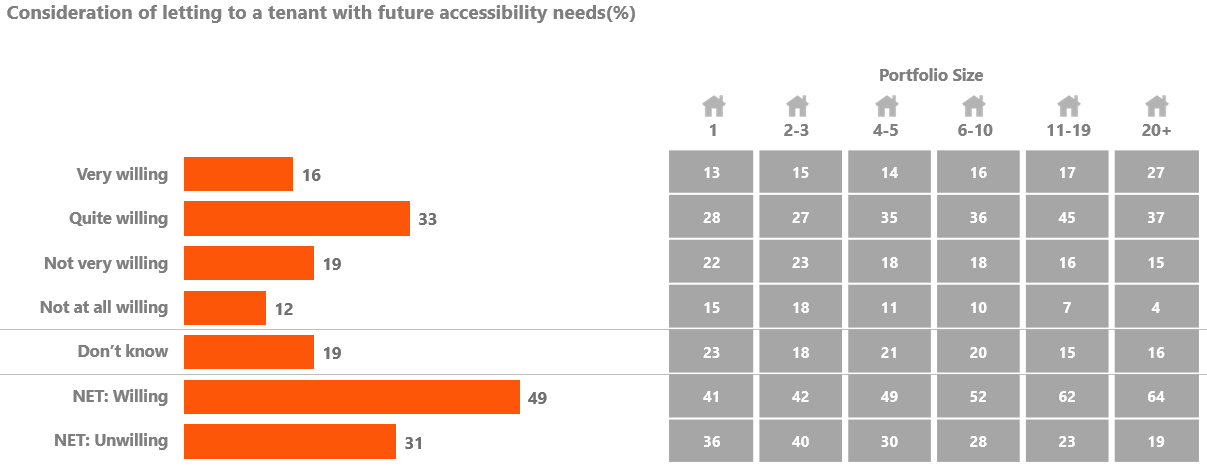 Consideration of letting to a tenant with future accessibility needs(%)
Portfolio Size
1 2-3 4-5 6-10 11-19 20+
Very willing 16 13 15 14 16 17 27
Quite willing 33 28 27 35 36 45 37
Not very willing 19 22 23 18 18 16 15
Not at all willing 12 15 18 11 10 7 4
Don’t know 19 23 18 21 20 15 16
NET: Willing 49 41 42 49 52 62 64
NET: Unwilling 31 36 40 30 28 23 19